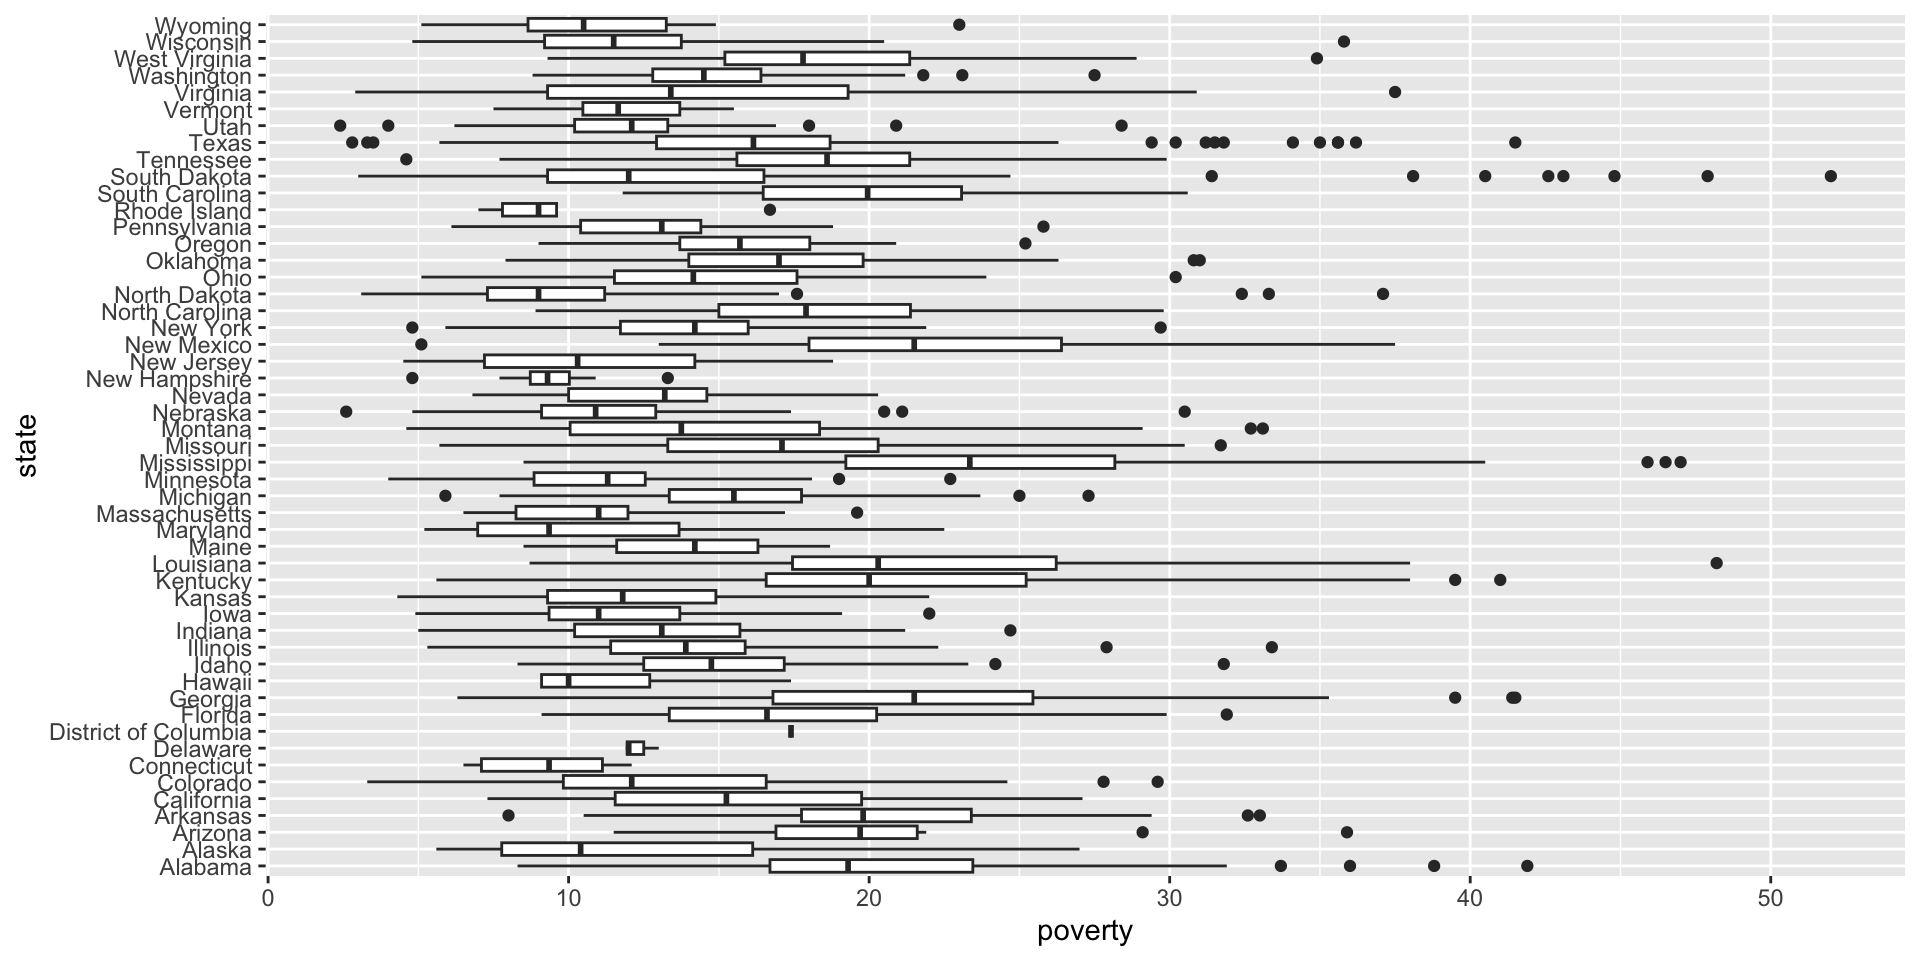 Wyoming
Wisconsin
West Virginia
Washington
Virginia
Vermont
Utah
Texas
Tennessee
South Dakota
South Carolina
Rhode Island
Pennsylvania
Oregon
Oklahoma
Ohio
North Dakota
North Carolina
New York
New Mexico
New Jersey
New Hampshire
Nevada
Nebraska
Montana
Missouri
Mississippi
Minnesota
Michigan
Massachusetts
Maryland
Maine
Louisiana
Kentucky
Kansas
Iowa
Indiana
Illinois
Idaho
Hawaii
Georgia
Florida
District of Columbia
Delaware
Connecticut
Colorado
California
Arkansas
Arizona
Alaska
Alabama
state
0 10 20 30 40 50
poverty